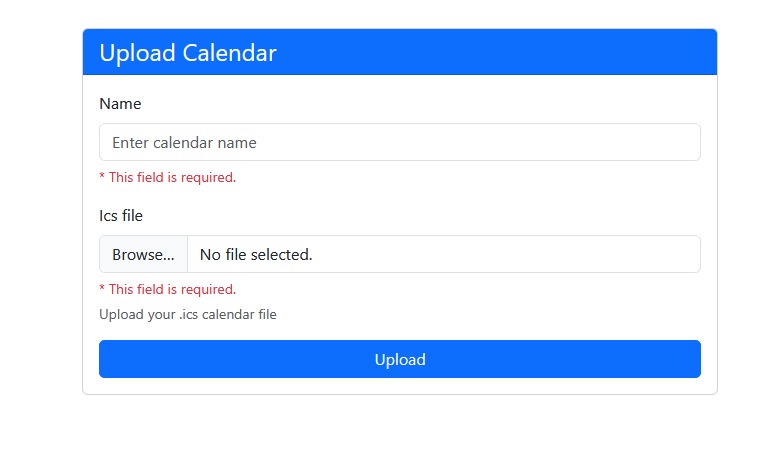 Upload Calendar
Name
Enter calendar name
* This field is required.
Ics file
Browse... No file selected.
* This field is required.
Upload your .ics calendar file
Upload